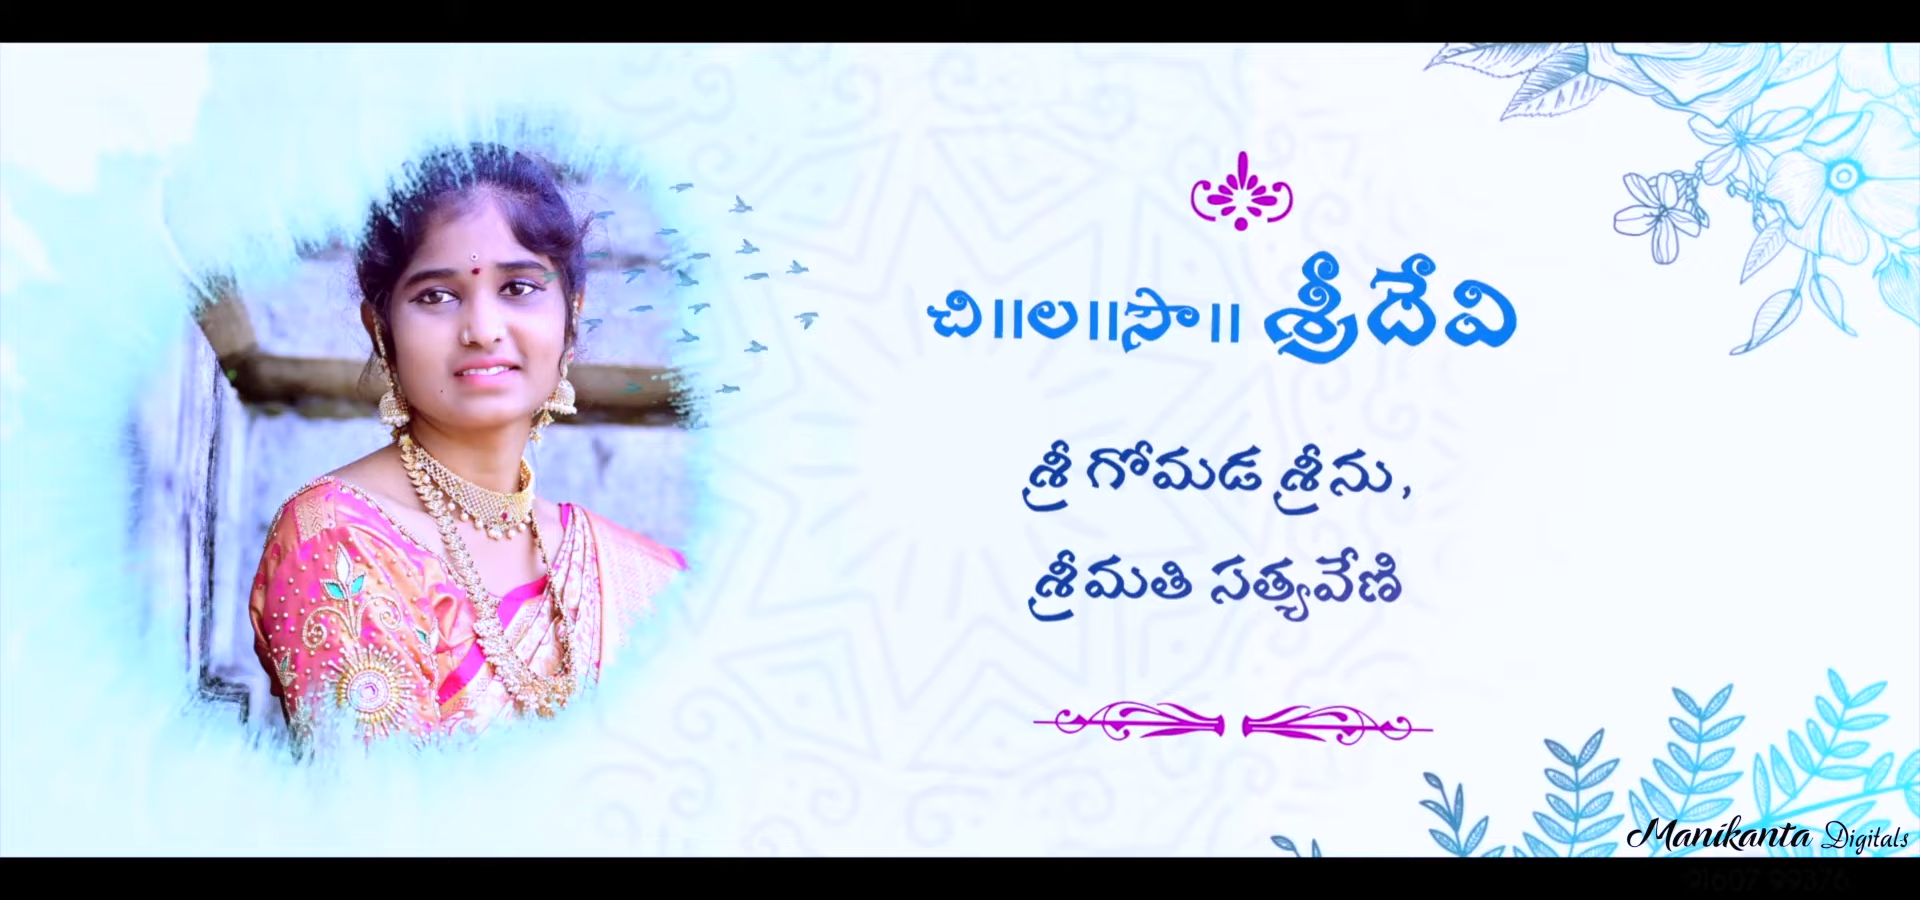 చి||ల||సా|| శ్రీదేవి
శ్రీ గోమడ శ్రీను,
శ్రీమతి సత్యవేణి
Manikanta Digitals